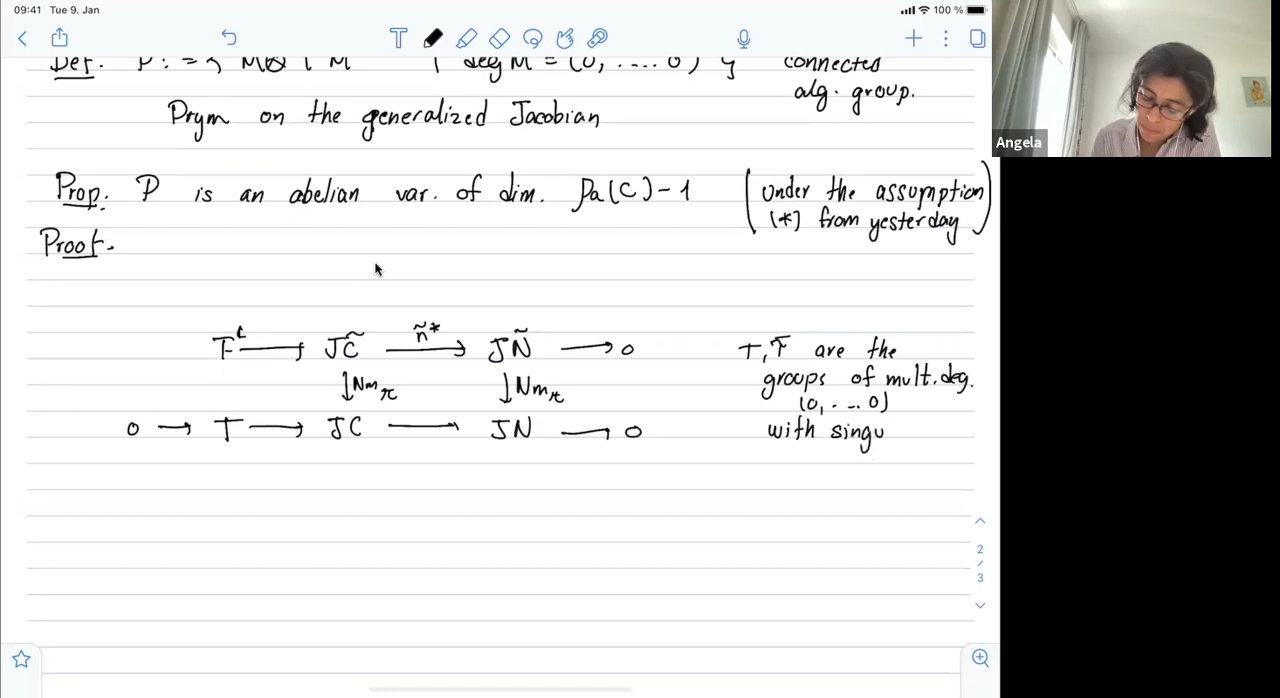 09:41 Tue 9. Jan
100 %
Angela
connected
alg. group.
Prym on the generalized Jacobian
Prop. P is an abelian var. of dim. Pa(C) - 1 (under the assumption (*) from yesterday)
Proof.
T̃ → JC̃ ñ* → JÑ → 0
↓Nmπ ↓Nmπ
0 → T → JC → JN → 0
T, T̃ are the
groups of mult. deg.
(0, ... 0)
with singu
2
/
3